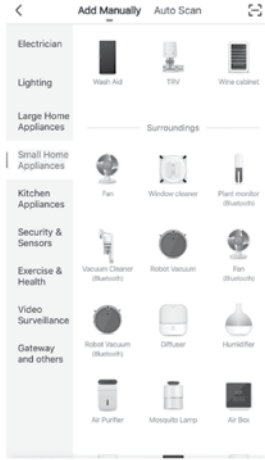 Add Manually Auto Scan
Electrician
Lighting
Large Home
Appliances
Small Home
Appliances
Kitchen
Appliances
Security &
Sensors
Exercise &
Health
Video
Surveillance
Gateway
and others
Wash Aid TRV Wine cabinet
Surroundings
Fan Window cleaner Plant monitor
(Bluetooth)
Vacuum Cleaner Robot Vacuum Fan
(Bluetooth) (Bluetooth)
Robot Vacuum Diffuser Humidifier
(Bluetooth)
Air Purifier Mosquito Lamp Air Box